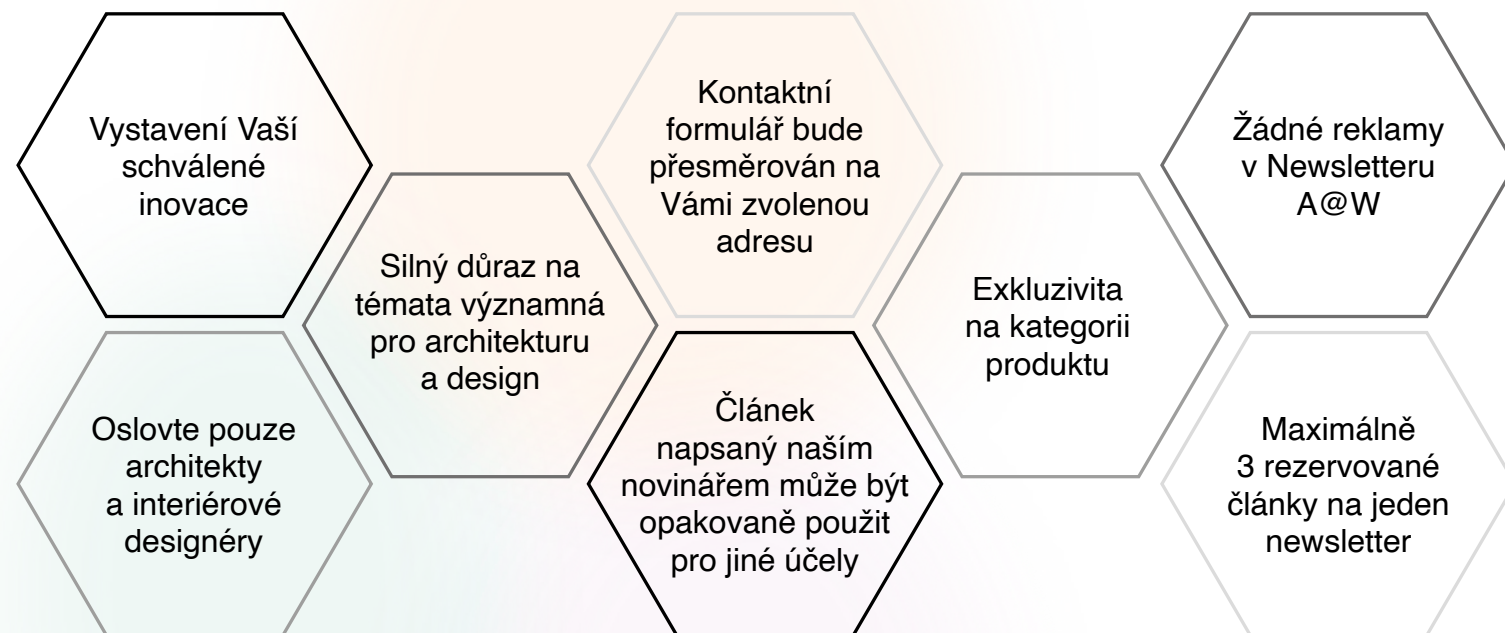 Vystavení Vaší
schválené
inovace
Oslovte pouze
architekty
a interiérové
designéry
Silný důraz na
témata významná
pro architekturu
a design
Kontaktní
formulář bude
přesměrován na
Vámi zvolenou
adresu
Článek
napsaný naším
novinářem může být
opakovaně použit
pro jiné účely
Exkluzivita
na kategorii
produktu
Žádné reklamy
v Newsletteru
A@W
Maximálně
3 rezervované
články na jeden
newsletter